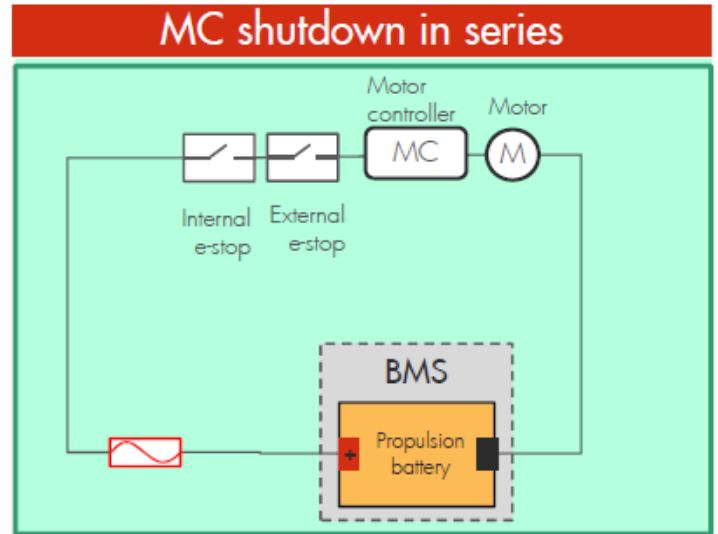 MC shutdown in series
Motor
controller
Motor
MC
M
Internal
e-stop
External
e-stop
BMS
+
Propulsion
battery